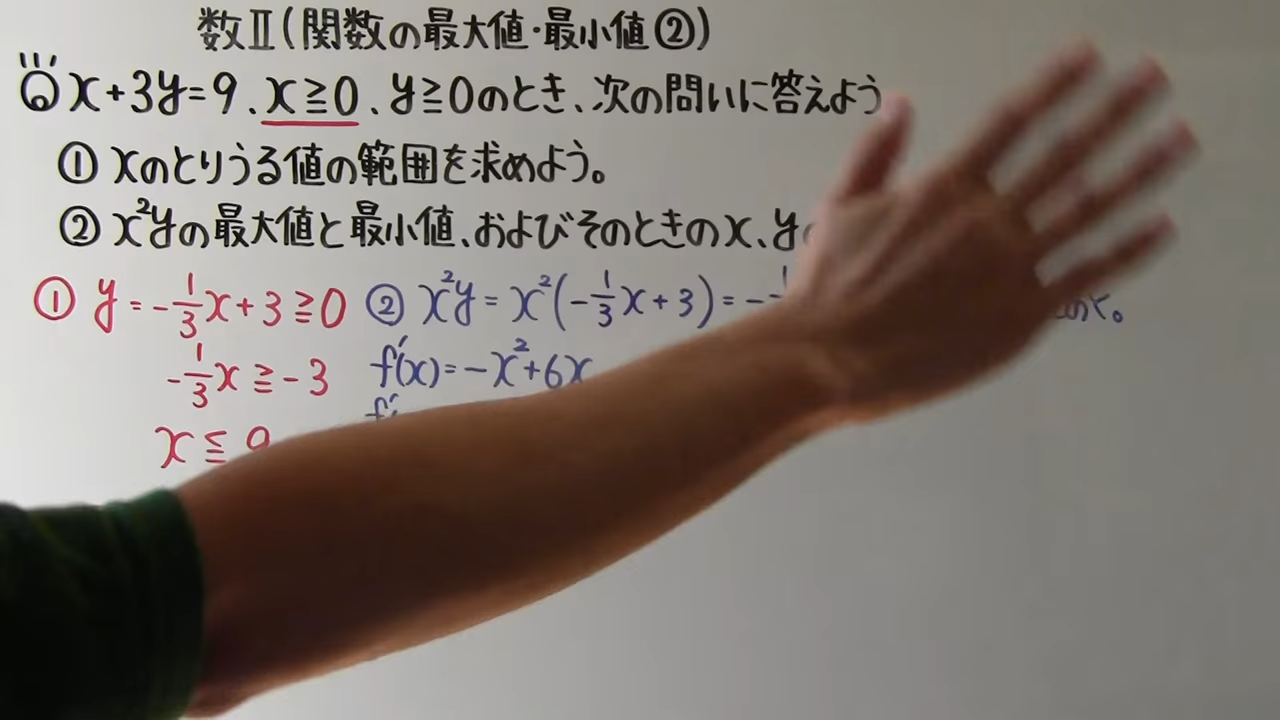 数Ⅱ(関数の最大値・最小値②)
x+3y=9、x≧0、y≧0のとき、次の問いに答えよう
① xのとりうる値の範囲を求めよう。
② x²yの最大値と最小値、およびそのときのx、y
① y=-1/3x+3≧0
② x²y=x²(-1/3x+3)=-
-1/3x≧-3
f'(x)=-x²+6x
x≦9